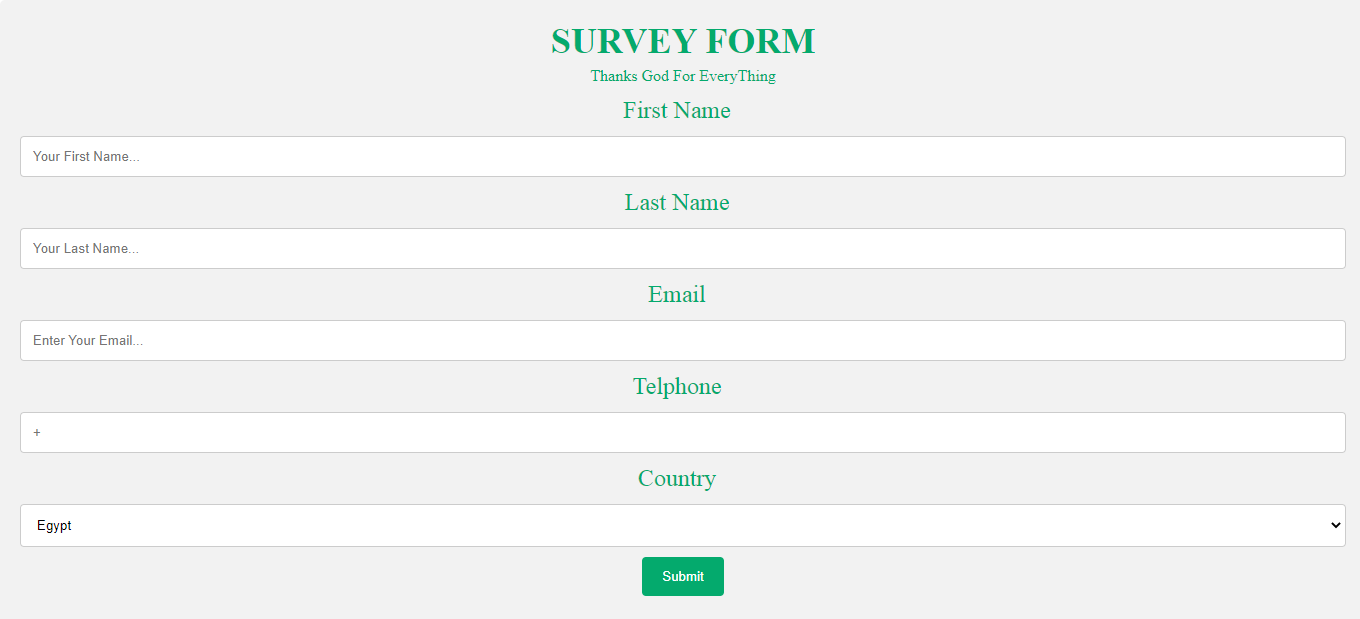 SURVEY FORM
Thanks God For EveryThing
First Name
Your First Name...
Last Name
Your Last Name...
Email
Enter Your Email...
Telphone
+
Country
Egypt
Submit